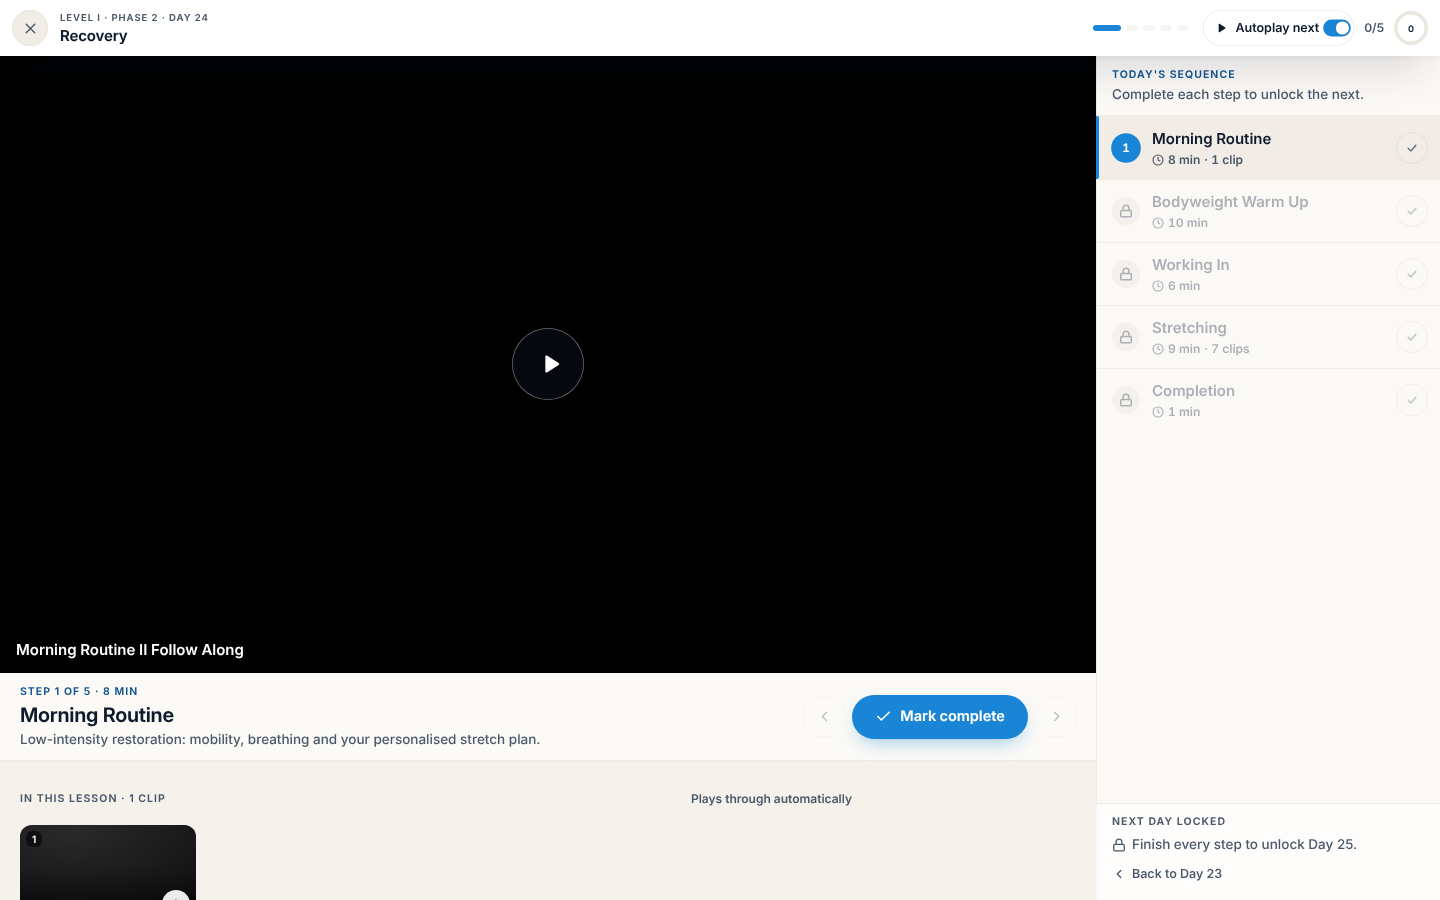 LEVEL I · PHASE 2 · DAY 24
Recovery
Autoplay next
0/5
0
Morning Routine II Follow Along
STEP 1 OF 5 · 8 MIN
Morning Routine
Low-intensity restoration: mobility, breathing and your personalised stretch plan.
Mark complete
IN THIS LESSON · 1 CLIP
Plays through automatically
1
TODAY'S SEQUENCE
Complete each step to unlock the next.
1
Morning Routine
8 min · 1 clip
Bodyweight Warm Up
10 min
Working In
6 min
Stretching
9 min · 7 clips
Completion
1 min
NEXT DAY LOCKED
Finish every step to unlock Day 25.
Back to Day 23